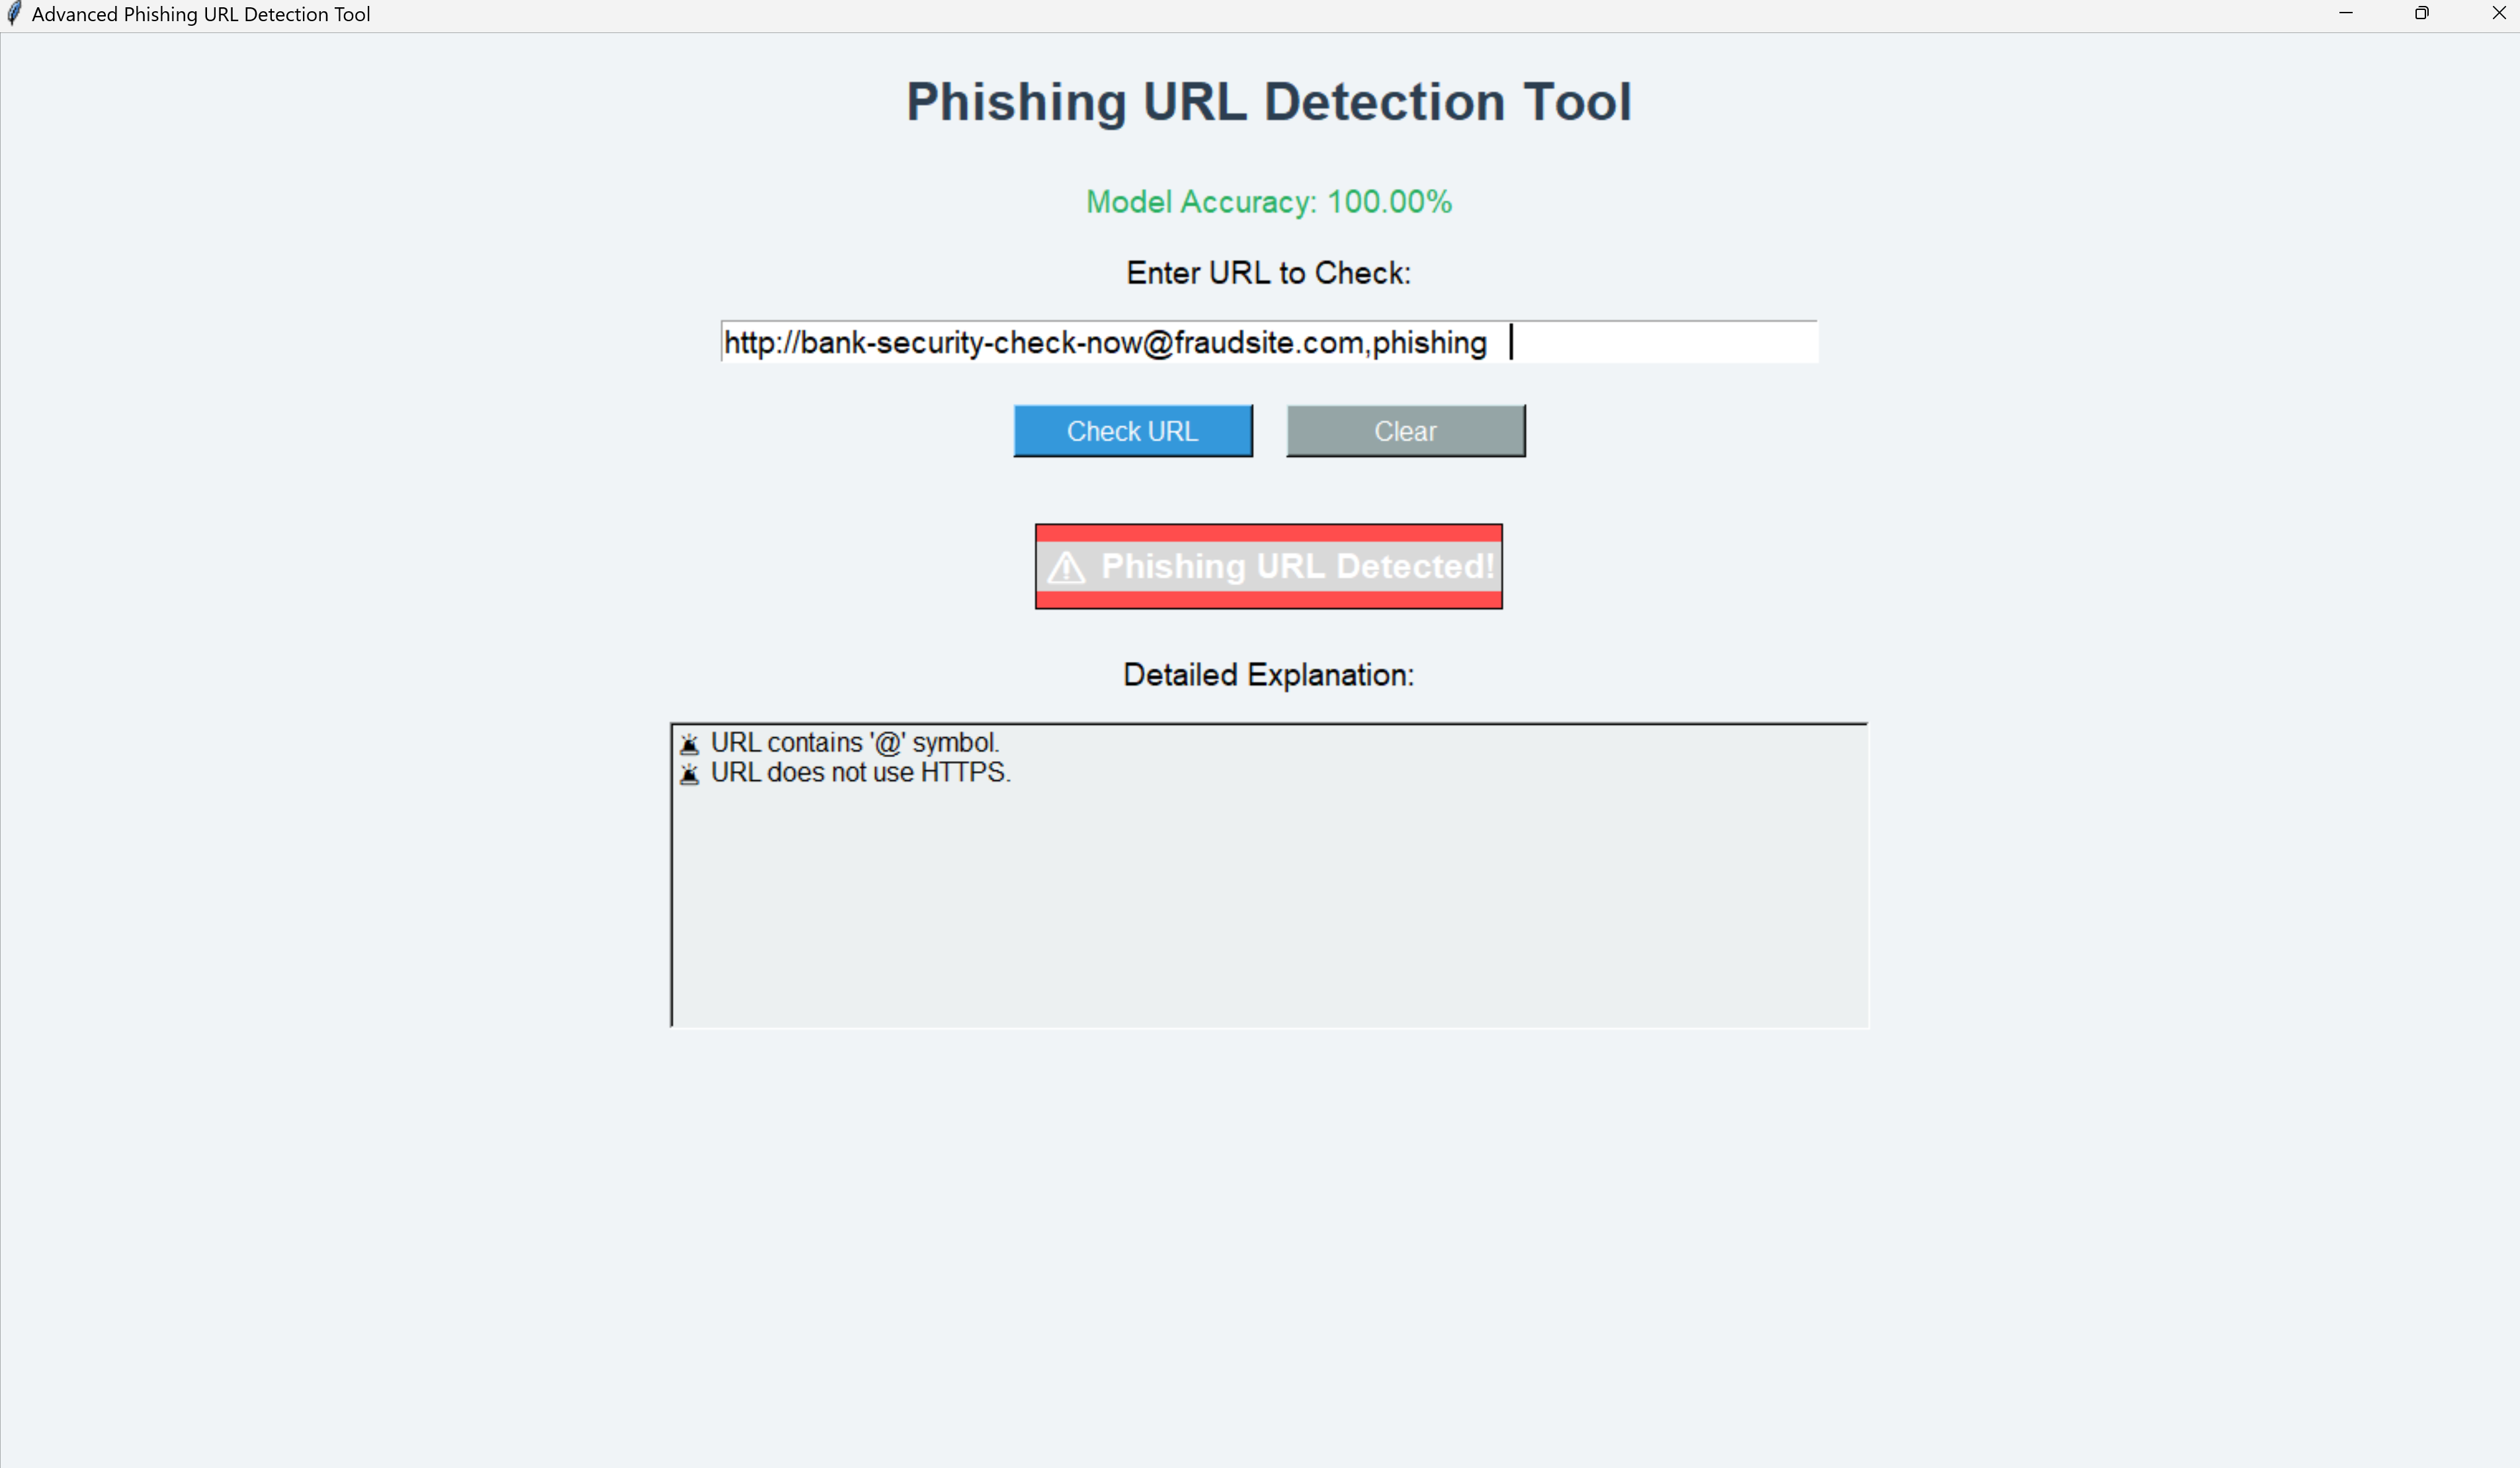 Advanced Phishing URL Detection Tool
Phishing URL Detection Tool
Model Accuracy: 100.00%
Enter URL to Check:
http://bank-security-check-now@fraudsite.com,phishing
Check URL Clear
⚠ Phishing URL Detected!
Detailed Explanation:
🚨 URL contains '@' symbol.
🚨 URL does not use HTTPS.